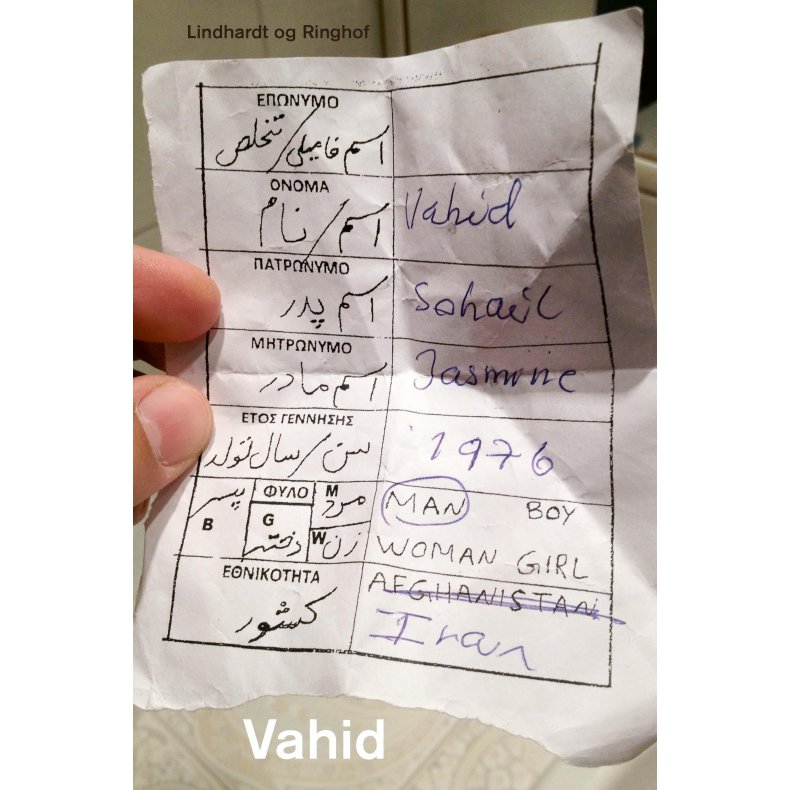 Lindhardt og Ringhof
ΕΠΩΝΥΜΟ
اسم فامیلی/تخلص
ΟΝΟΜΑ
اسم/نام
Vahid
ΠΑΤΡΩΝΥΜΟ
اسم پدر
Sohail
ΜΗΤΡΩΝΥΜΟ
اسم مادر
Jasmine
ΕΤΟΣ ΓΕΝΝΗΣΗΣ
سن/سال تولد
1976
پسر B
ΦΥΛΟ
M مرد
G دختر
W زن
MAN BOY
WOMAN GIRL
ΕΘΝΙΚΟΤΗΤΑ
کشور
AFGHANISTAN
Iran
Vahid